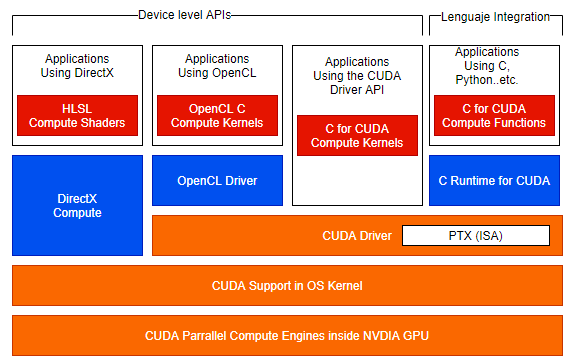 Device level APIs
Lenguaje Integration
Applications
Using DirectX
HLSL
Compute Shaders
Applications
Using OpenCL
OpenCL C
Compute Kernels
Applications
Using the CUDA
Driver API
C for CUDA
Compute Kernels
Applications
Using C,
Python..etc.
C for CUDA
Compute Functions
DirectX
Compute
OpenCL Driver
C Runtime for CUDA
CUDA Driver
PTX (ISA)
CUDA Support in OS Kernel
CUDA Parrallel Compute Engines inside NVDIA GPU